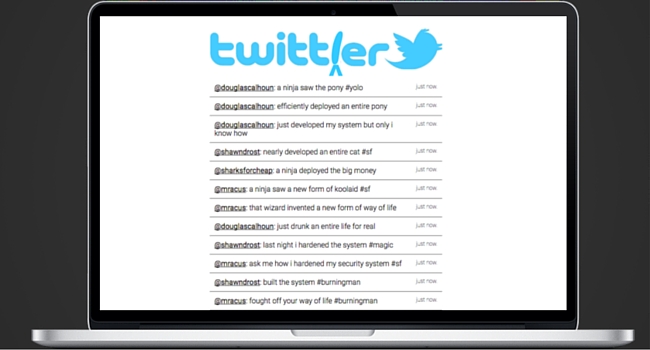 twittler
@douglascalhoun: a ninja saw the pony #yolo just now
@douglascalhoun: efficiently deployed an entire pony just now
@douglascalhoun: just developed my system but only i just now
know how
@shawndrost: nearly developed an entire cat #sf just now
@sharksforcheap: a ninja deployed the big money just now
@mracus: a ninja saw a new form of koolaid #sf just now
@mracus: that wizard invented a new form of way of life just now
@douglascalhoun: just drunk an entire life for real just now
@shawndrost: last night i hardened the system #magic just now
@mracus: ask me how i hardened my security system #sf just now
@shawndrost: built the system #burningman just now
@mracus: fought off your way of life #burningman just now